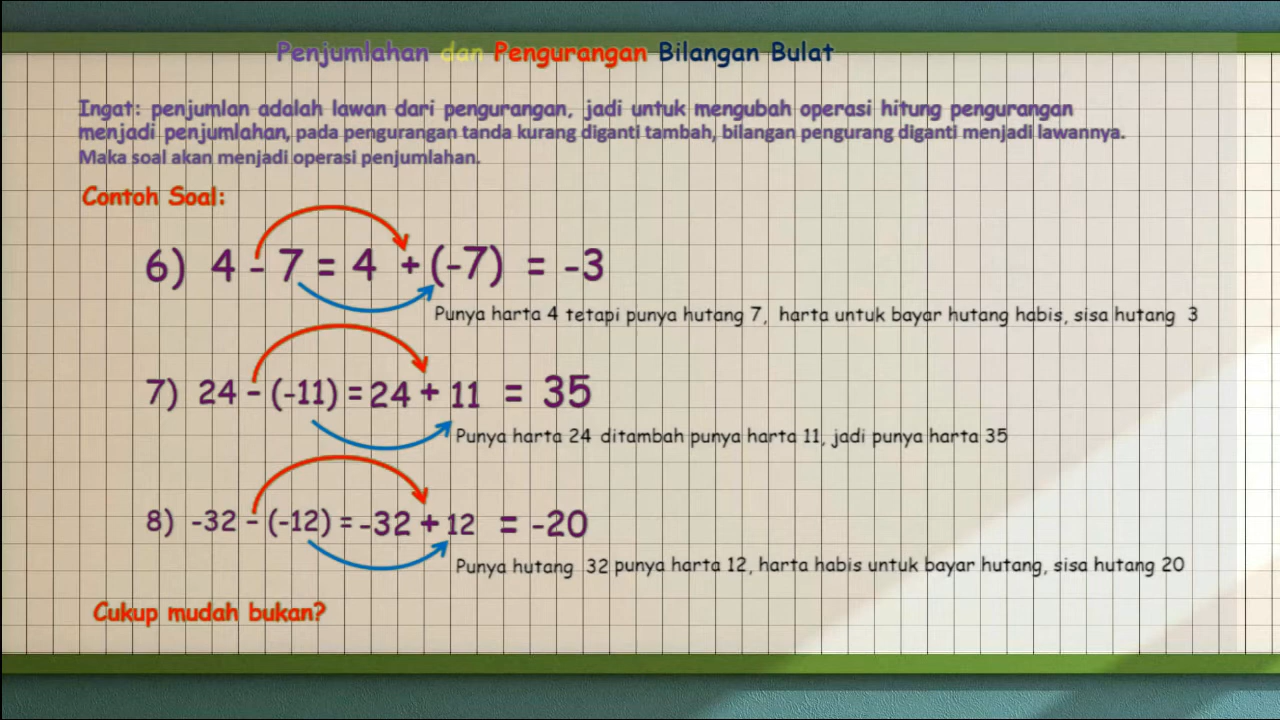 Penjumlahan dan Pengurangan Bilangan Bulat
Ingat: penjumlan adalah lawan dari pengurangan, jadi untuk mengubah operasi hitung pengurangan
menjadi penjumlahan, pada pengurangan tanda kurang diganti tambah, bilangan pengurang diganti menjadi lawannya.
Maka soal akan menjadi operasi penjumlahan.
Contoh Soal:
6) 4 - 7 = 4 + (-7) = -3
Punya harta 4 tetapi punya hutang 7, harta untuk bayar hutang habis, sisa hutang 3
7) 24 - (-11) = 24 + 11 = 35
Punya harta 24 ditambah punya harta 11, jadi punya harta 35
8) -32 - (-12) = -32 + 12 = -20
Punya hutang 32 punya harta 12, harta habis untuk bayar hutang, sisa hutang 20
Cukup mudah bukan?